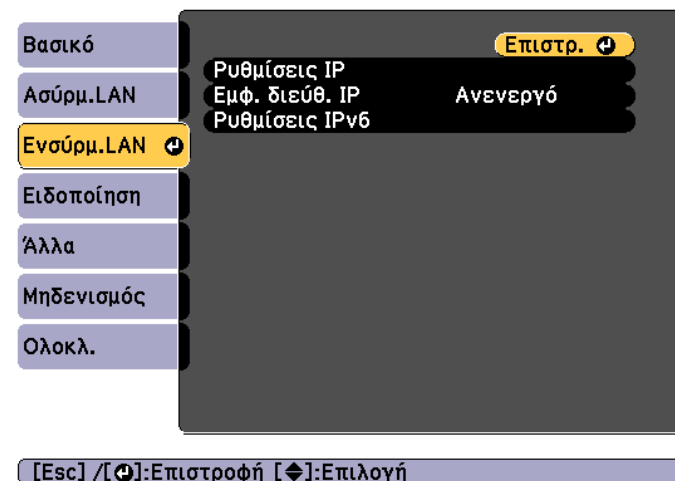 Βασικό
Ασύρμ.LAN
Ενσύρμ.LAN
Ειδοποίηση
Άλλα
Μηδενισμός
Ολοκλ.
Επιστρ.
Ρυθμίσεις IP
Εμφ. διεύθ. IP Ανενεργό
Ρυθμίσεις IPv6
[Esc] /[⏎]:Επιστροφή [◆]:Επιλογή